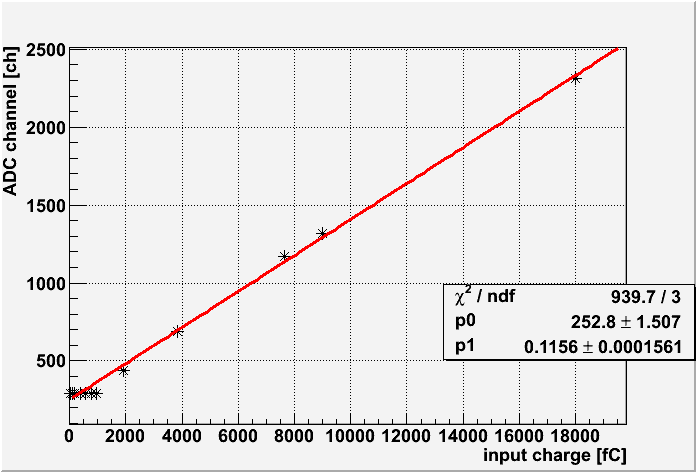 ADC channel [ch]
2500
2000
1500
1000
500
χ² / ndf 939.7 / 3
p0 252.8 ± 1.507
p1 0.1156 ± 0.0001561
0 2000 4000 6000 8000 10000 12000 14000 16000 18000
input charge [fC]